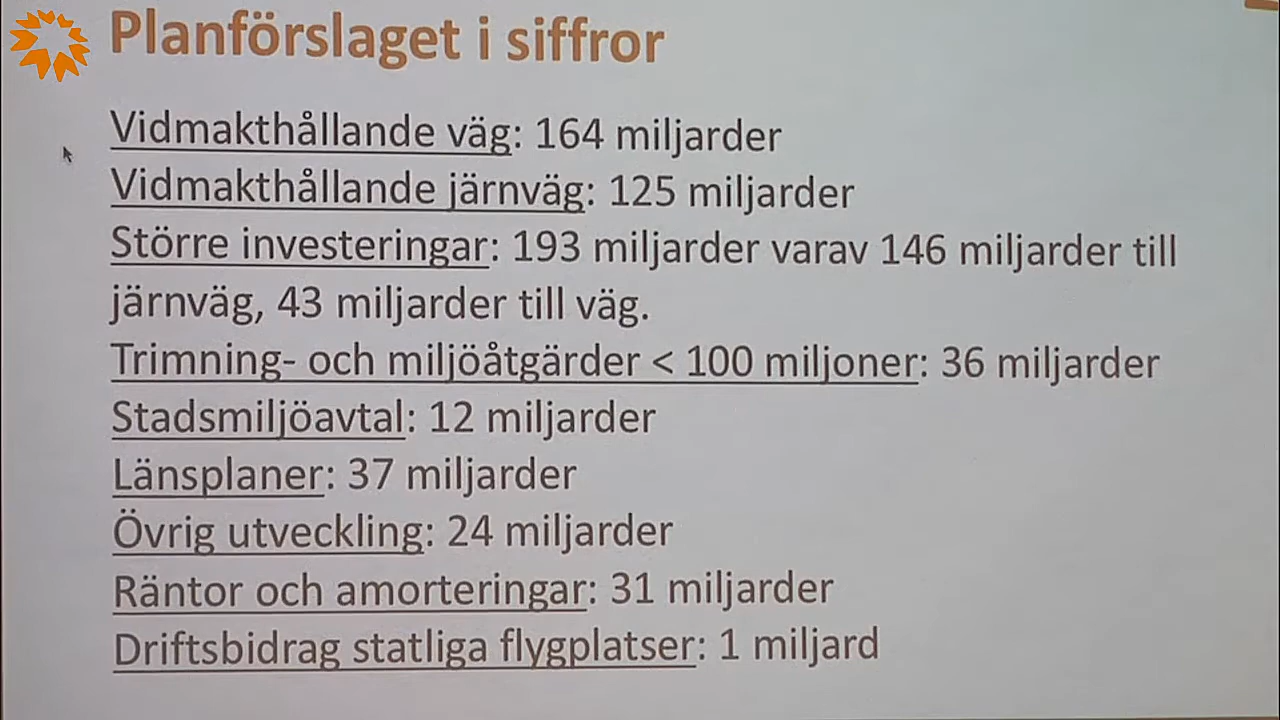 Planförslaget i siffror
Vidmakthållande väg: 164 miljarder
Vidmakthållande järnväg: 125 miljarder
Större investeringar: 193 miljarder varav 146 miljarder till
järnväg, 43 miljarder till väg.
Trimning- och miljöåtgärder < 100 miljoner: 36 miljarder
Stadsmiljöavtal: 12 miljarder
Länsplaner: 37 miljarder
Övrig utveckling: 24 miljarder
Räntor och amorteringar: 31 miljarder
Driftsbidrag statliga flygplatser: 1 miljard